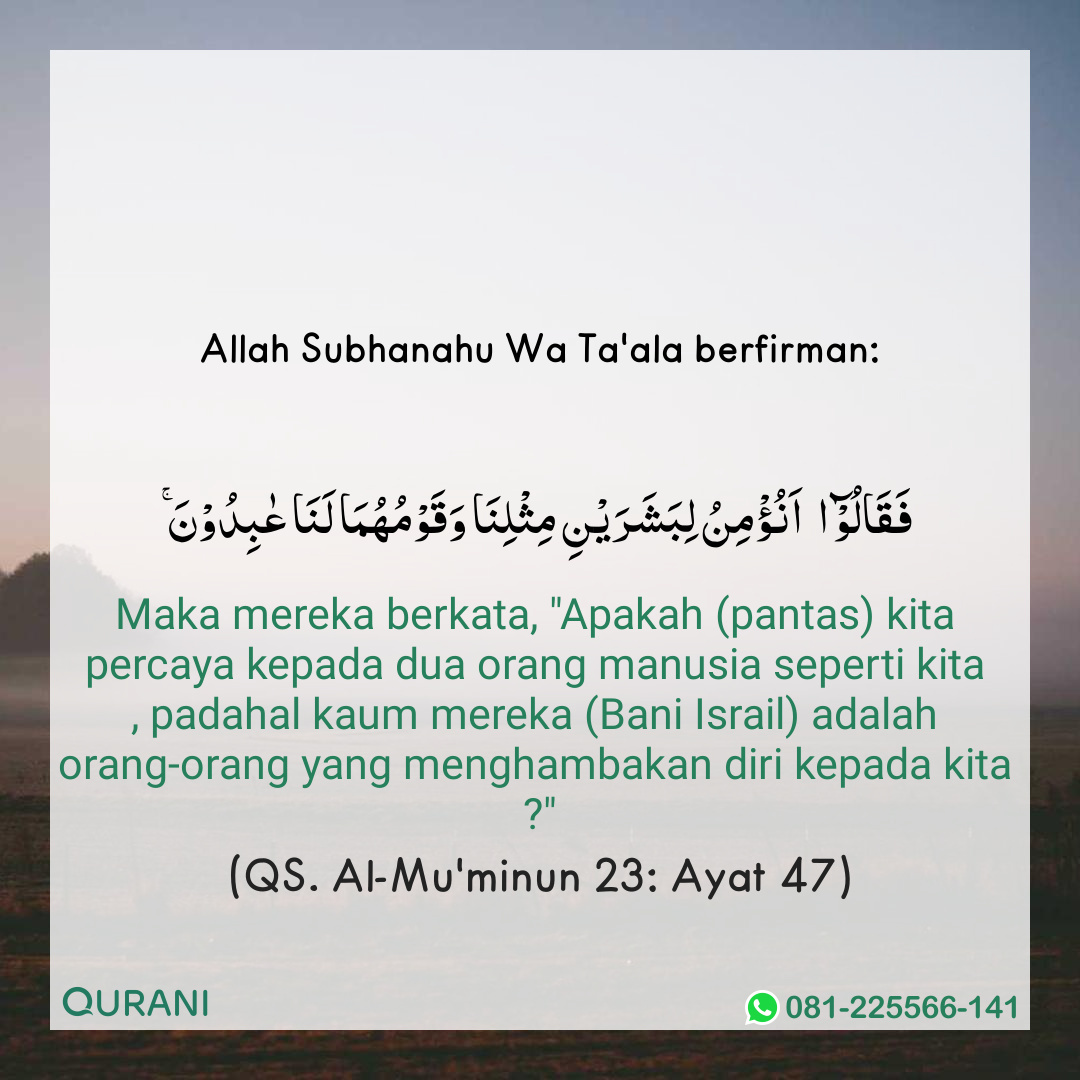 Allah Subhanahu Wa Ta'ala berfirman:
فَقَالُوْۤا اَنُؤْمِنُ لِبَشَرَيْنِ مِثْلِنَا وَقَوْمُهُمَا لَنَا عٰبِدُوْنَ ۚ
Maka mereka berkata, "Apakah (pantas) kita
percaya kepada dua orang manusia seperti kita
, padahal kaum mereka (Bani Israil) adalah
orang-orang yang menghambakan diri kepada kita
?"
(QS. Al-Mu'minun 23: Ayat 47)
QURANI
081-225566-141